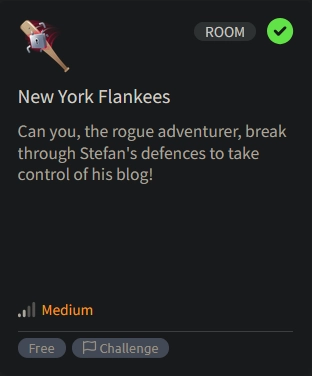 ROOM
New York Flankees
Can you, the rogue adventurer, break
through Stefan's defences to take
control of his blog!
Medium
Free
Challenge